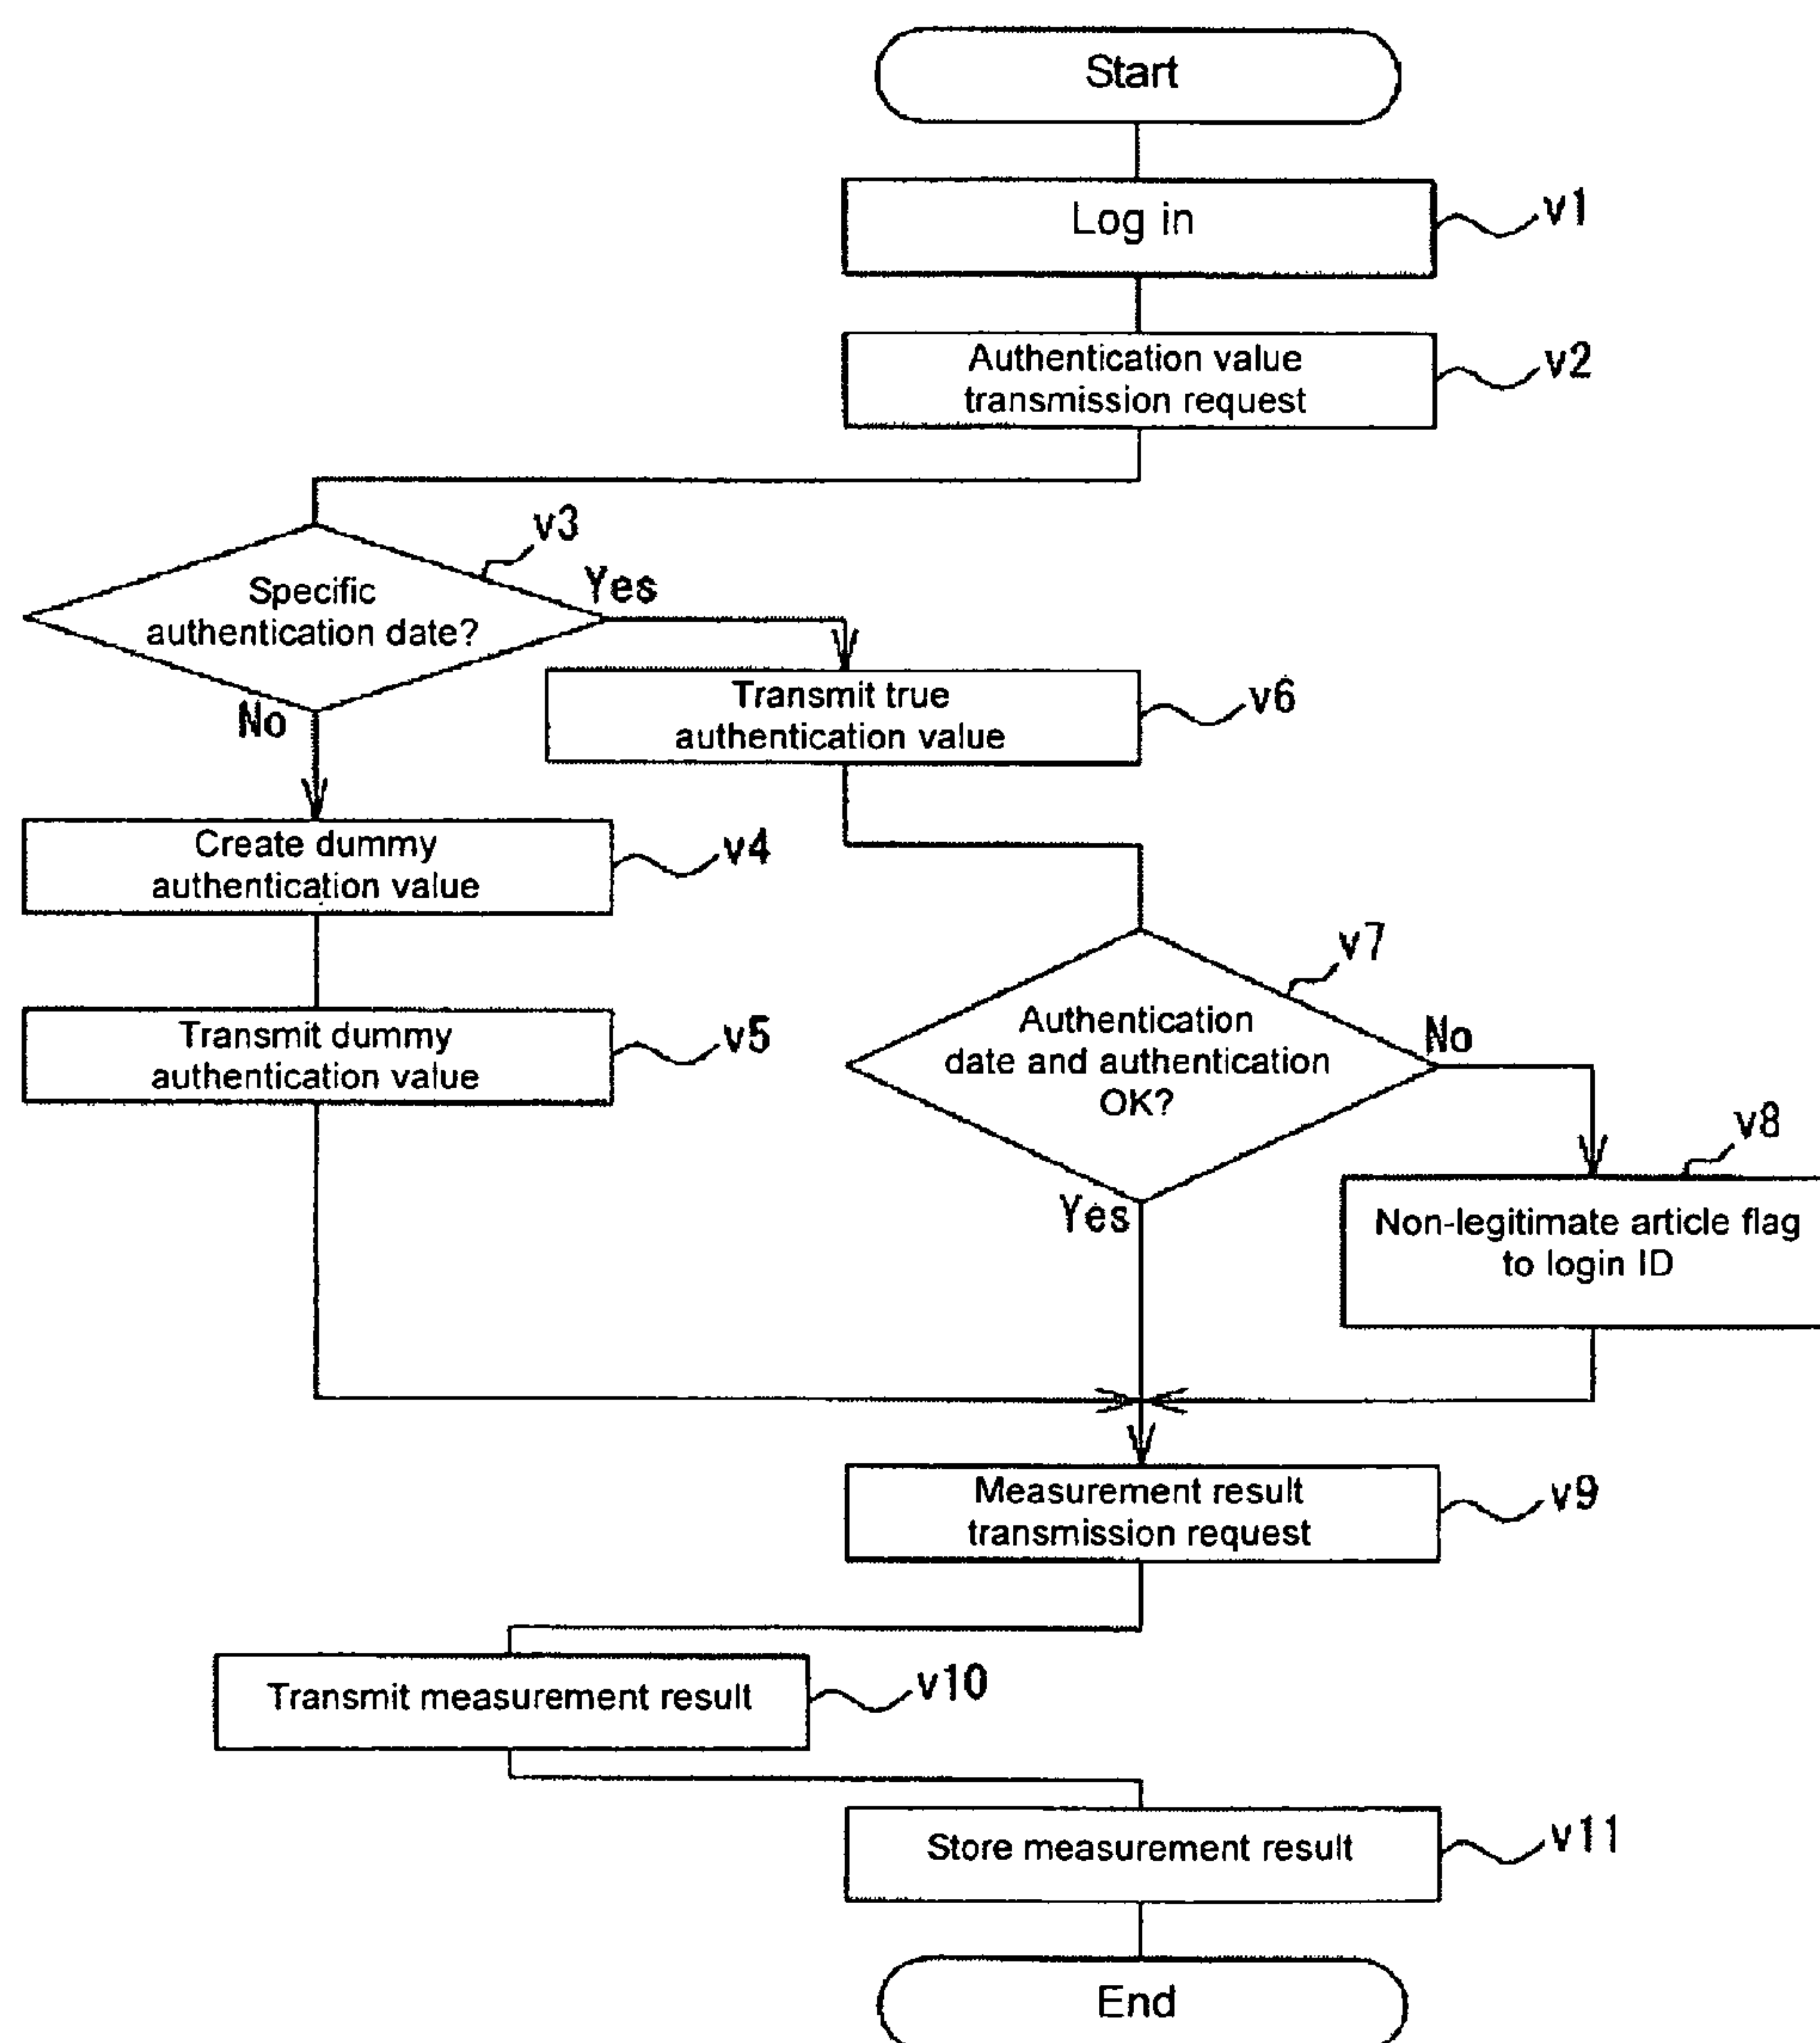 Start
Log in
v1
Authentication value
transmission request
v2
v3
Specific
authentication date?
Yes
No
Transmit true
authentication value
v6
Create dummy
authentication value
v4
Transmit dummy
authentication value
v5
v7
Authentication
date and authentication
OK?
No
Yes
v8
Non-legitimate article flag
to login ID
Measurement result
transmission request
v9
Transmit measurement result
v10
Store measurement result
v11
End